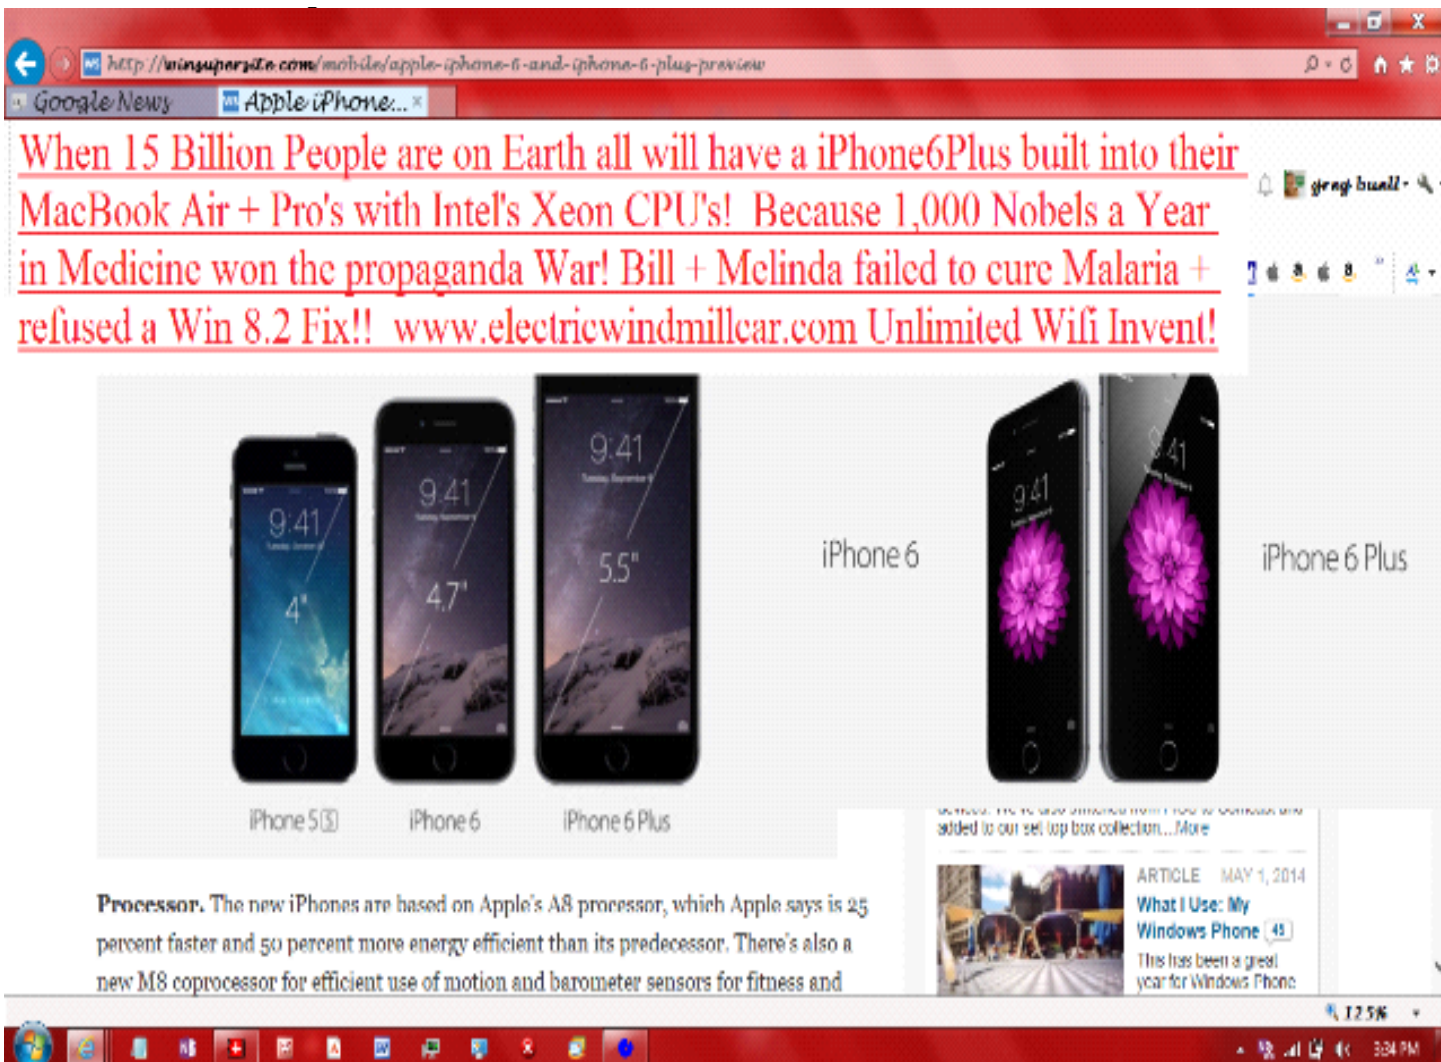 http://winsupersite.com/mobile/apple-iphone-6-and-iphone-6-plus-preview
Google News
Apple iPhone...
When 15 Billion People are on Earth all will have a iPhone6Plus built into their
MacBook Air + Pro's with Intel's Xeon CPU's!  Because 1,000 Nobels a Year
in Medicine won the propaganda War! Bill + Melinda failed to cure Malaria +
refused a Win 8.2 Fix!!  www.electricwindmillcar.com Unlimited Wifi Invent!
greg buell
9:41
4"
9:41
4.7"
9:41
5.5"
iPhone 5S
iPhone 6
iPhone 6 Plus
iPhone 6
9:41
9:41
iPhone 6 Plus
added to our set top box collection....More
ARTICLE MAY 1, 2014
What I Use: My
Windows Phone 45
This has been a great
year for Windows Phone
Processor. The new iPhones are based on Apple's A8 processor, which Apple says is 25
percent faster and 50 percent more energy efficient than its predecessor. There's also a
new M8 coprocessor for efficient use of motion and barometer sensors for fitness and
125%
3:34 PM